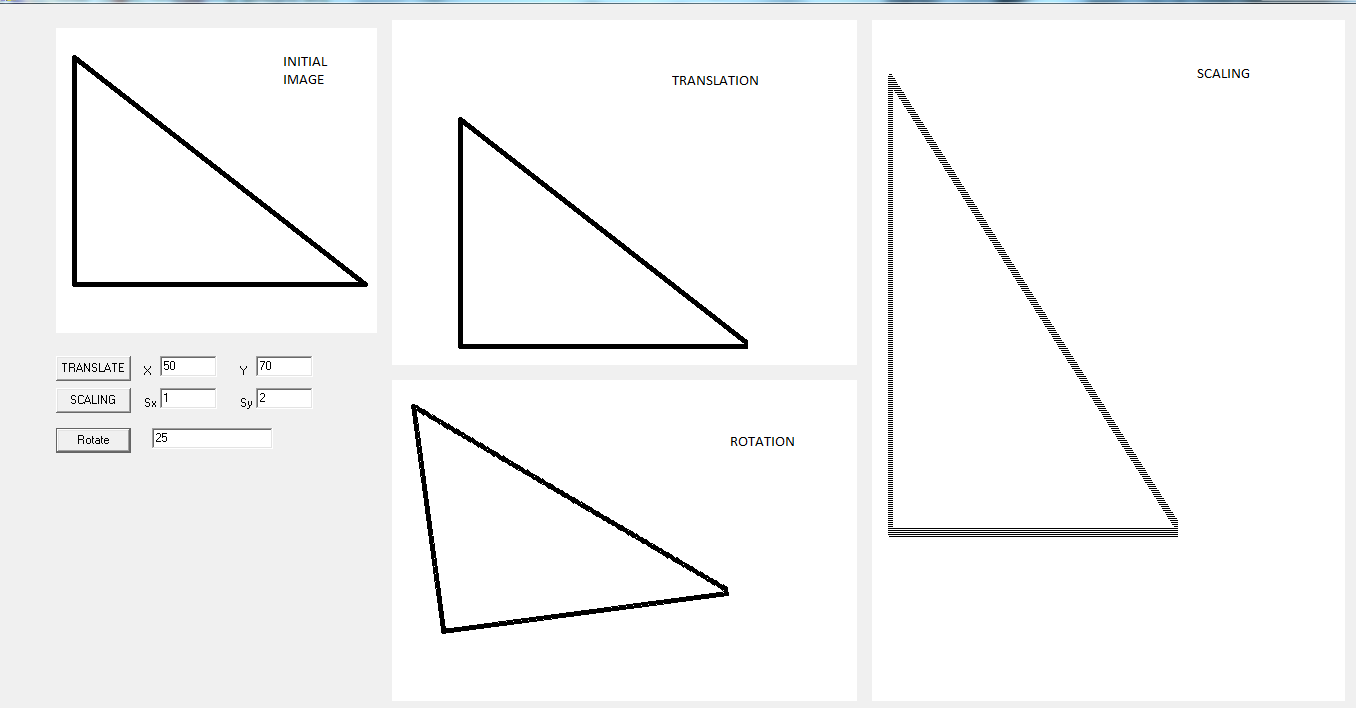 INITIAL
IMAGE
TRANSLATION
SCALING
TRANSLATE X 50 Y 70
SCALING Sx 1 Sy 2
Rotate 25
ROTATION